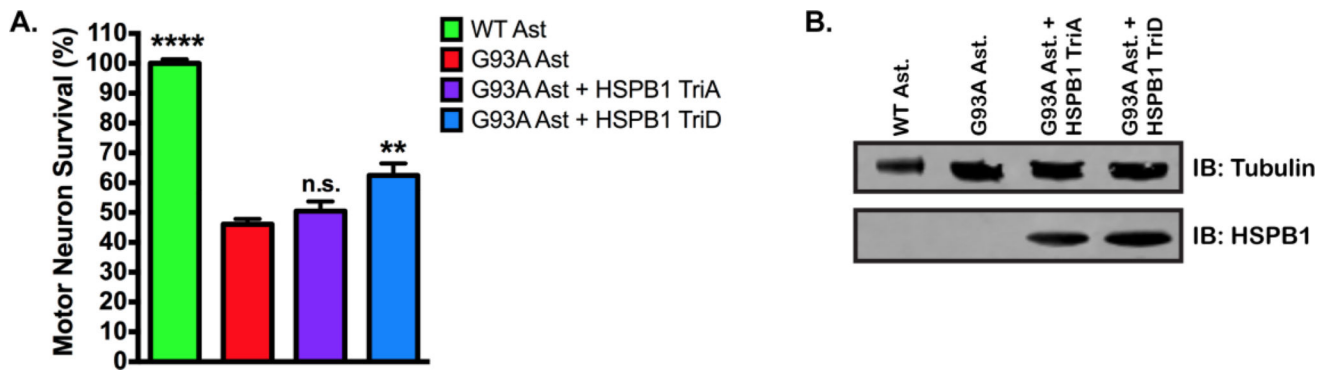 A.
Motor Neuron Survival (%)
110
100
90
80
70
60
50
40
30
20
10
0
****
n.s.
**
WT Ast
G93A Ast
G93A Ast + HSPB1 TriA
G93A Ast + HSPB1 TriD
B.
WT Ast.
G93A Ast.
G93A Ast. +
HSPB1 TriA
G93A Ast. +
HSPB1 TriD
IB: Tubulin
IB: HSPB1